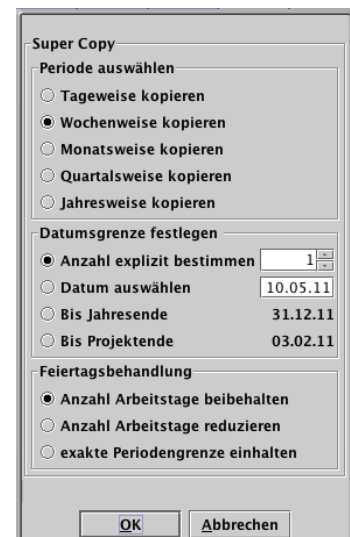 Super Copy
Periode auswählen
Tageweise kopieren
Wochenweise kopieren
Monatsweise kopieren
Quartalsweise kopieren
Jahresweise kopieren
Datumsgrenze festlegen
Anzahl explizit bestimmen 1
Datum auswählen 10.05.11
Bis Jahresende 31.12.11
Bis Projektende 03.02.11
Feiertagsbehandlung
Anzahl Arbeitstage beibehalten
Anzahl Arbeitstage reduzieren
exakte Periodengrenze einhalten
OK Abbrechen